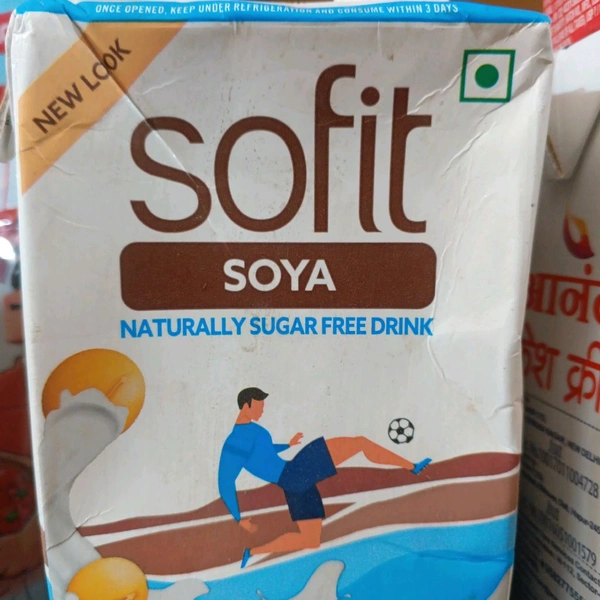 ONCE OPENED, KEEP UNDER REFRIGERATION AND CONSUME WITHIN 3 DAYS
NEW LOOK
sofit
SOYA
NATURALLY SUGAR FREE DRINK